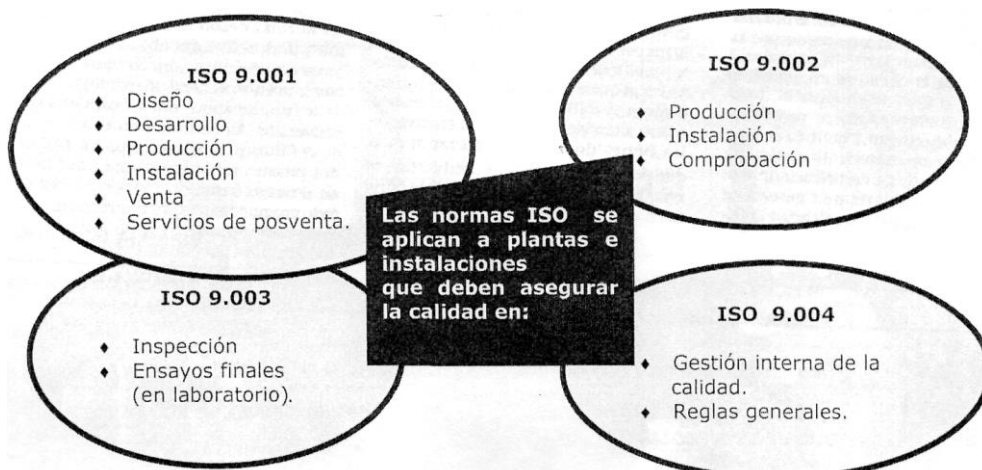 ISO 9.001
♦ Diseño
♦ Desarrollo
♦ Producción
♦ Instalación
♦ Venta
♦ Servicios de posventa.
ISO 9.002
♦ Producción
♦ Instalación
♦ Comprobación
Las normas ISO se
aplican a plantas e
instalaciones
que deben asegurar
la calidad en:
ISO 9.003
♦ Inspección
♦ Ensayos finales
(en laboratorio).
ISO 9.004
♦ Gestión interna de la
calidad.
♦ Reglas generales.